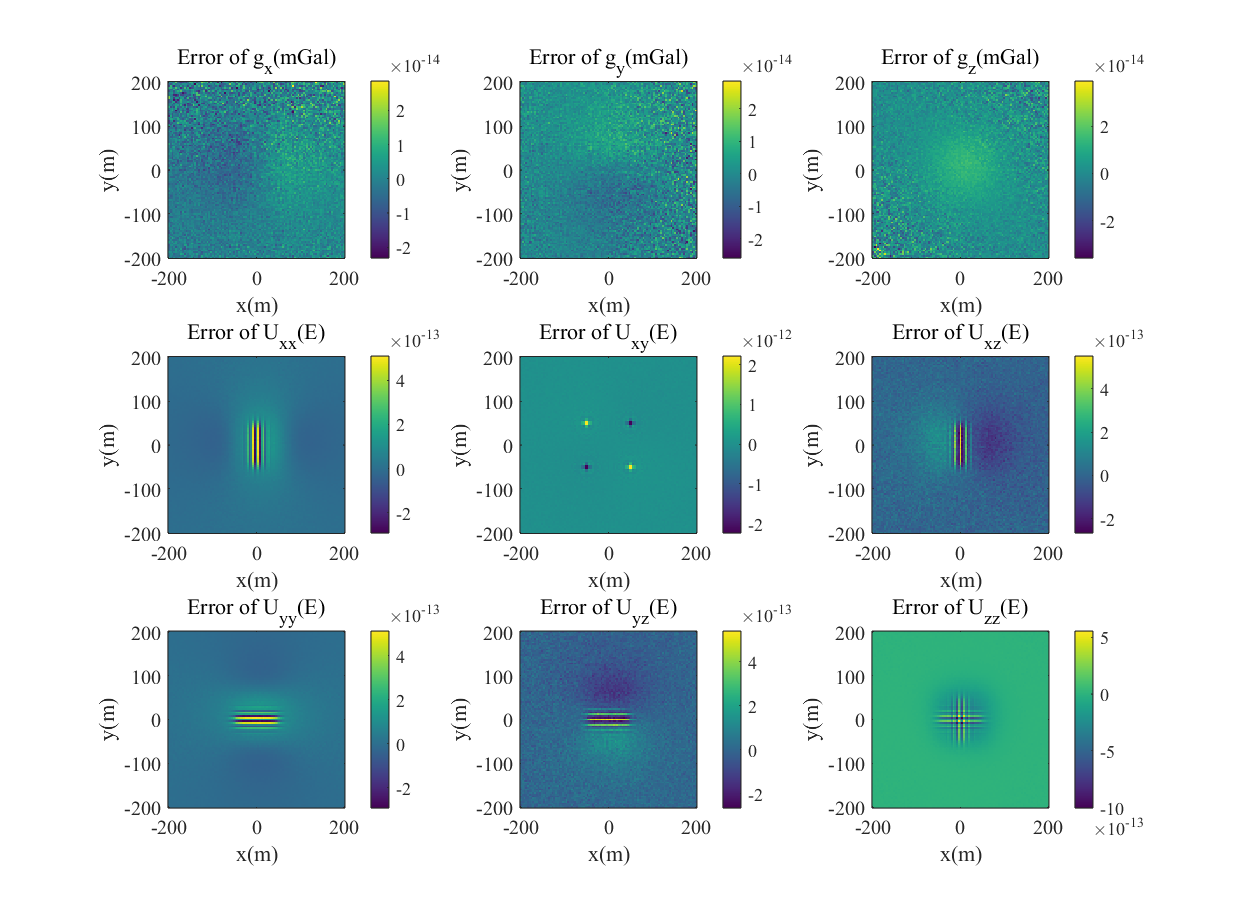 Error of g_x(mGal)
×10^-14
200
100
0
-100
-200
-200 0 200
x(m)
y(m)
2
1
0
-1
-2
Error of g_y(mGal)
×10^-14
200
100
0
-100
-200
-200 0 200
x(m)
y(m)
2
1
0
-1
-2
Error of g_z(mGal)
×10^-14
200
100
0
-100
-200
-200 0 200
x(m)
y(m)
2
0
-2
Error of U_xx(E)
×10^-13
200
100
0
-100
-200
-200 0 200
x(m)
y(m)
4
2
0
-2
Error of U_xy(E)
×10^-12
200
100
0
-100
-200
-200 0 200
x(m)
y(m)
2
1
0
-1
-2
Error of U_xz(E)
×10^-13
200
100
0
-100
-200
-200 0 200
x(m)
y(m)
4
2
0
-2
Error of U_yy(E)
×10^-13
200
100
0
-100
-200
-200 0 200
x(m)
y(m)
4
2
0
-2
Error of U_yz(E)
×10^-13
200
100
0
-100
-200
-200 0 200
x(m)
y(m)
4
2
0
-2
Error of U_zz(E)
200
100
0
-100
-200
-200 0 200
x(m)
y(m)
5
0
-5
-10
×10^-13